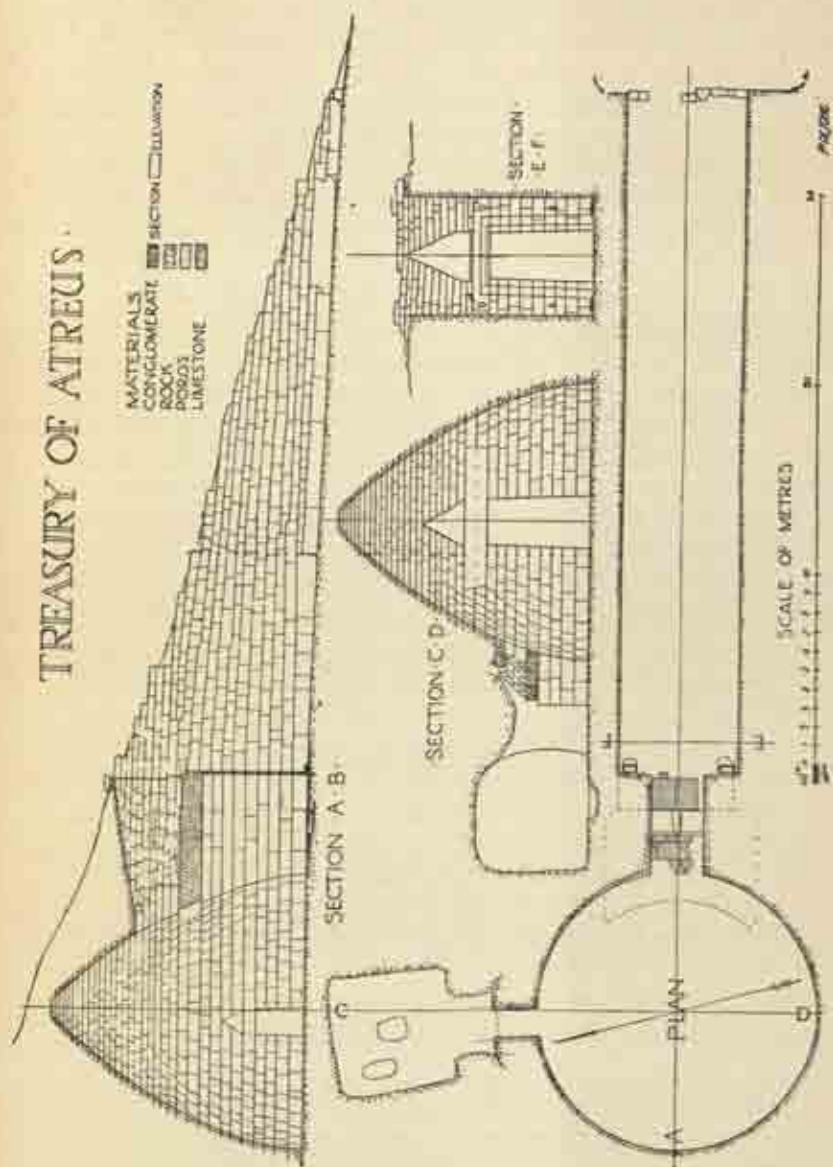 TREASURY OF ATREUS
MATERIALS
CONGLOMERATE SECTION ELEVATION
ROCK
POROS
LIMESTONE
SECTION A·B·
SECTION·C·D·
SECTION·
E·F·
C
A
PLAN
D
F
SCALE OF METRES